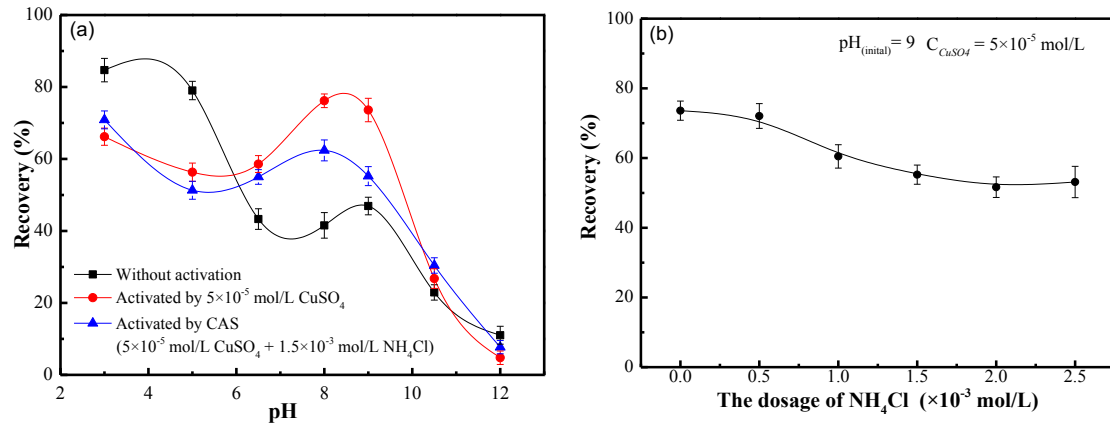 (a)
100
80
60
40
20
0
Recovery (%)
Without activation
Activated by 5×10⁻⁵ mol/L CuSO₄
Activated by CAS
(5×10⁻⁵ mol/L CuSO₄ + 1.5×10⁻³ mol/L NH₄Cl)
2 4 6 8 10 12
pH
(b)
pH(inital)= 9 C_CuSO4 = 5×10⁻⁵ mol/L
100
80
60
40
20
0
Recovery (%)
0.0 0.5 1.0 1.5 2.0 2.5
The dosage of NH₄Cl (×10⁻³ mol/L)